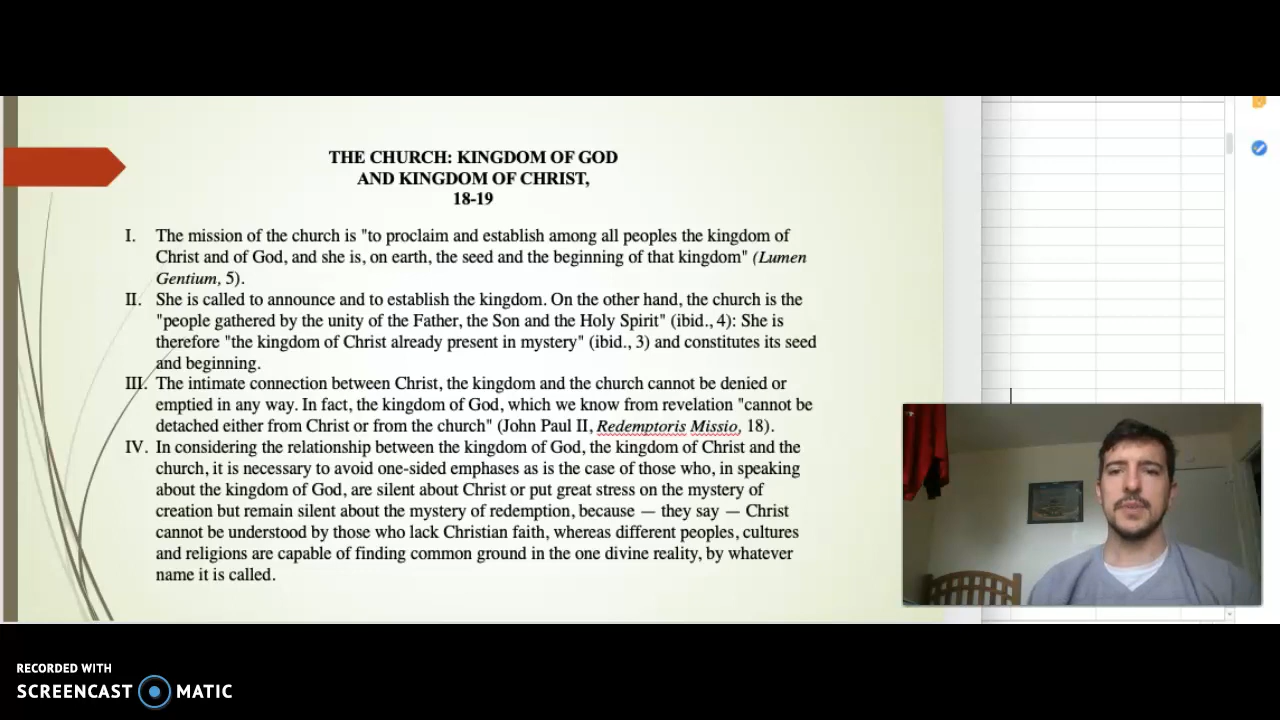 THE CHURCH: KINGDOM OF GOD
AND KINGDOM OF CHRIST,
18-19
I. The mission of the church is "to proclaim and establish among all peoples the kingdom of
Christ and of God, and she is, on earth, the seed and the beginning of that kingdom" (Lumen
Gentium, 5).
II. She is called to announce and to establish the kingdom. On the other hand, the church is the
"people gathered by the unity of the Father, the Son and the Holy Spirit" (ibid., 4): She is
therefore "the kingdom of Christ already present in mystery" (ibid., 3) and constitutes its seed
and beginning.
III. The intimate connection between Christ, the kingdom and the church cannot be denied or
emptied in any way. In fact, the kingdom of God, which we know from revelation "cannot be
detached either from Christ or from the church" (John Paul II, Redemptoris Missio, 18).
IV. In considering the relationship between the kingdom of God, the kingdom of Christ and the
church, it is necessary to avoid one-sided emphases as is the case of those who, in speaking
about the kingdom of God, are silent about Christ or put great stress on the mystery of
creation but remain silent about the mystery of redemption, because — they say — Christ
cannot be understood by those who lack Christian faith, whereas different peoples, cultures
and religions are capable of finding common ground in the one divine reality, by whatever
name it is called.
RECORDED WITH
SCREENCAST MATIC